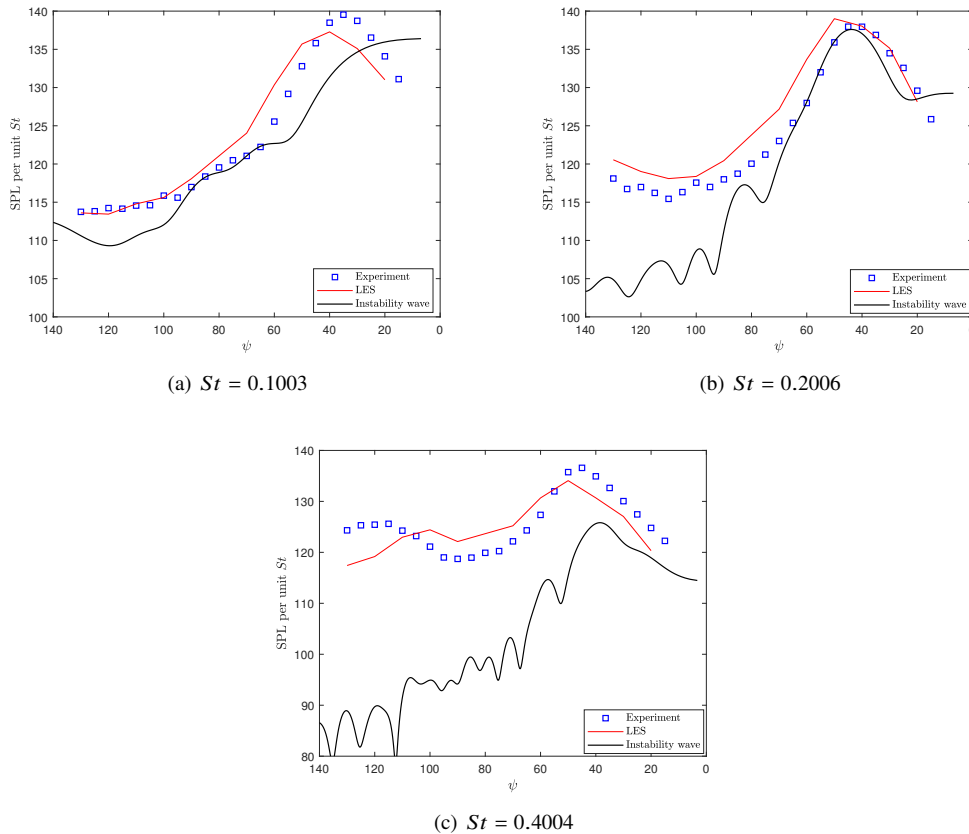 140
135
130
125
120
115
110
105
100
SPL per unit St
Experiment
LES
Instability wave
140 120 100 80 60 40 20 0
ψ
(a) St = 0.1003
140
135
130
125
120
115
110
105
100
SPL per unit St
Experiment
LES
Instability wave
140 120 100 80 60 40 20 0
ψ
(b) St = 0.2006
140
130
120
110
100
90
80
SPL per unit St
Experiment
LES
Instability wave
140 120 100 80 60 40 20 0
ψ
(c) St = 0.4004